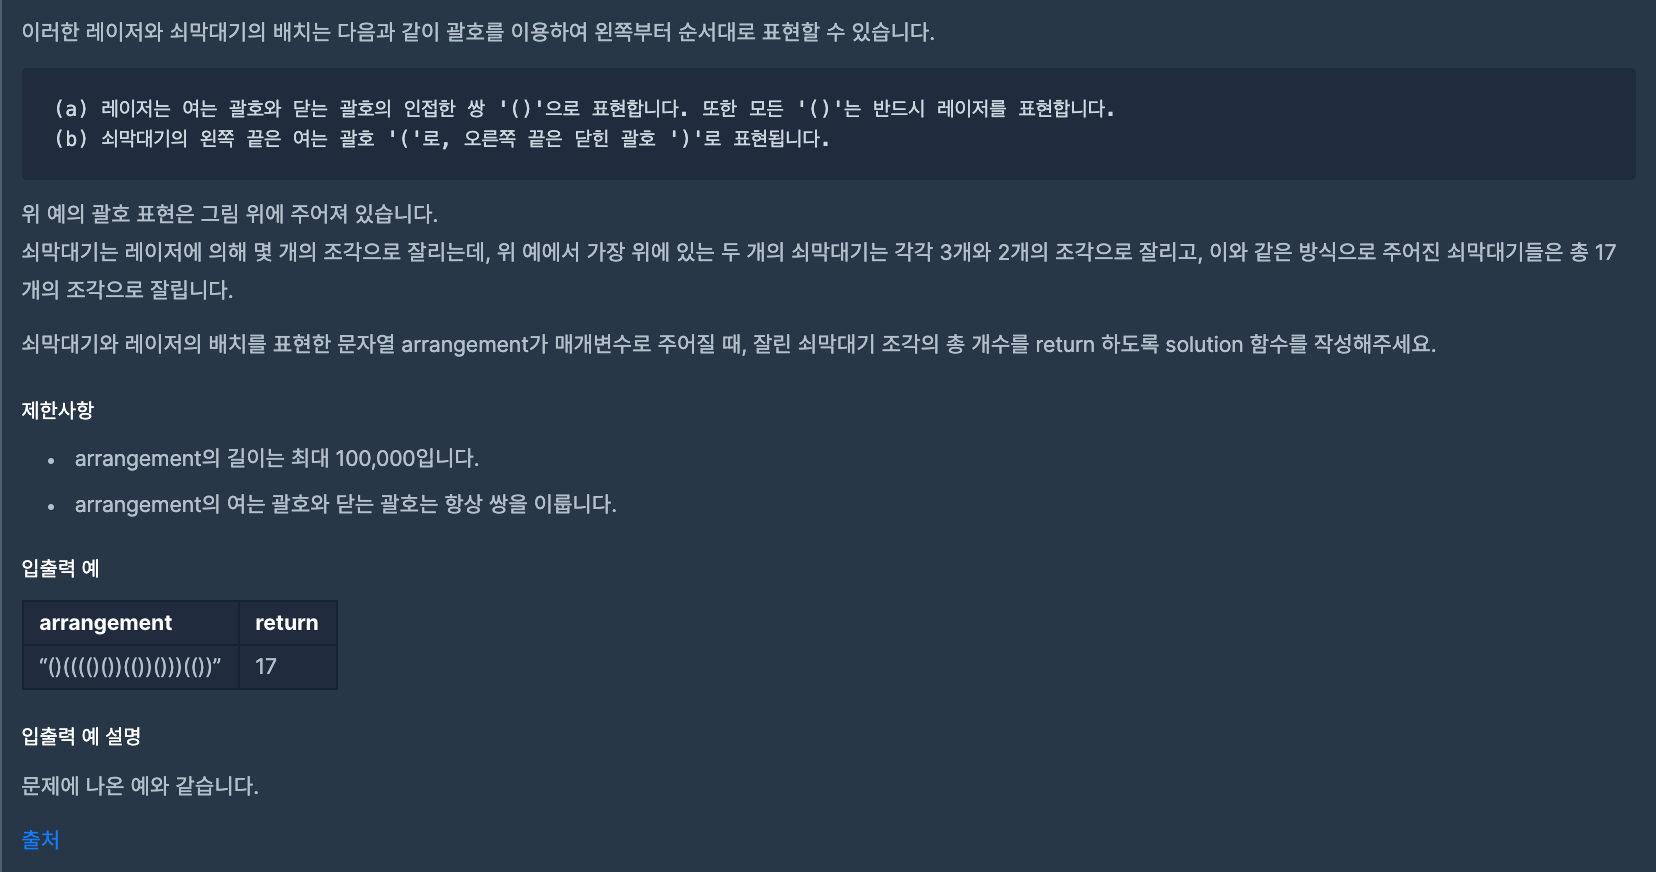 이러한 레이저와 쇠막대기의 배치는 다음과 같이 괄호를 이용하여 왼쪽부터 순서대로 표현할 수 있습니다.
(a) 레이저는 여는 괄호와 닫는 괄호의 인접한 쌍 '()'으로 표현합니다. 또한 모든 '()'는 반드시 레이저를 표현합니다.
(b) 쇠막대기의 왼쪽 끝은 여는 괄호 '('로, 오른쪽 끝은 닫힌 괄호 ')'로 표현됩니다.
위 예의 괄호 표현은 그림 위에 주어져 있습니다.
쇠막대기는 레이저에 의해 몇 개의 조각으로 잘리는데, 위 예에서 가장 위에 있는 두 개의 쇠막대기는 각각 3개와 2개의 조각으로 잘리고, 이와 같은 방식으로 주어진 쇠막대기들은 총 17
개의 조각으로 잘립니다.
쇠막대기와 레이저의 배치를 표현한 문자열 arrangement가 매개변수로 주어질 때, 잘린 쇠막대기 조각의 총 개수를 return 하도록 solution 함수를 작성해주세요.
제한사항
• arrangement의 길이는 최대 100,000입니다.
• arrangement의 여는 괄호와 닫는 괄호는 항상 쌍을 이룹니다.
입출력 예
arrangement return
“()(((()())(())()))(())” 17
입출력 예 설명
문제에 나온 예와 같습니다.
출처